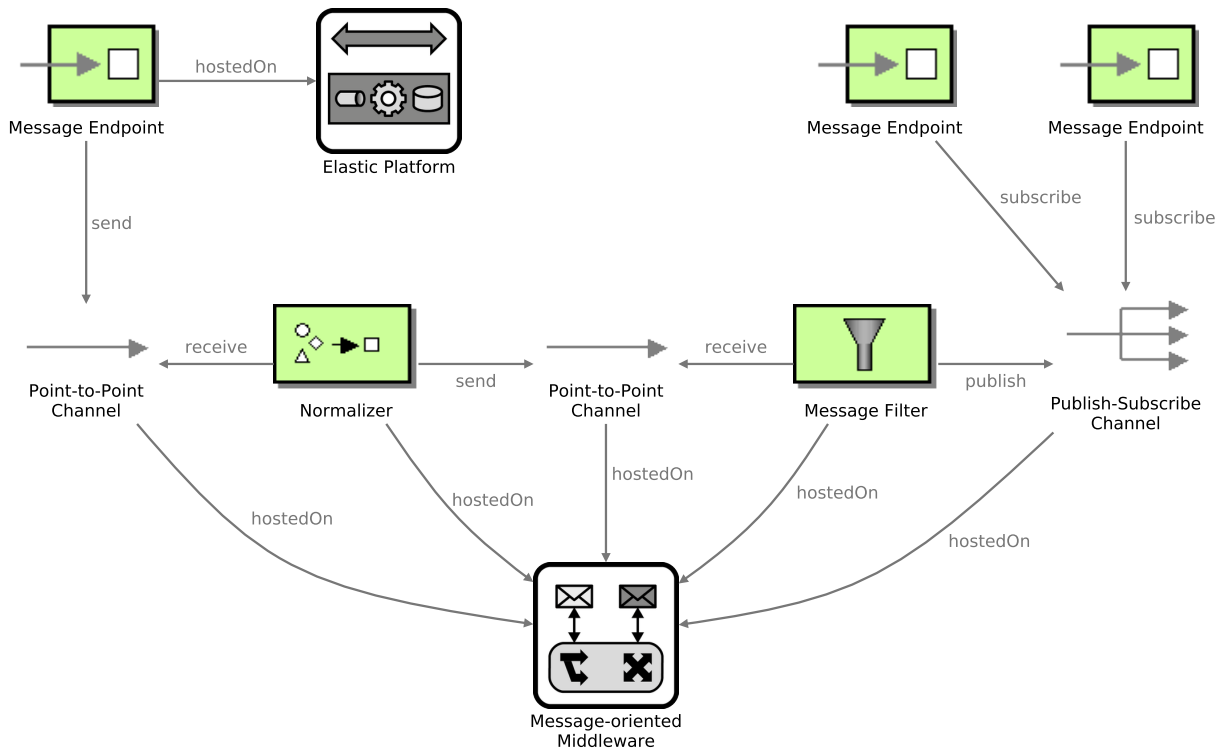 hostedOn
Message Endpoint
Elastic Platform
Message Endpoint
Message Endpoint
send
subscribe
subscribe
receive
send
receive
publish
Point-to-Point
Channel
Normalizer
Point-to-Point
Channel
Message Filter
Publish-Subscribe
Channel
hostedOn
hostedOn
hostedOn
hostedOn
hostedOn
Message-oriented
Middleware